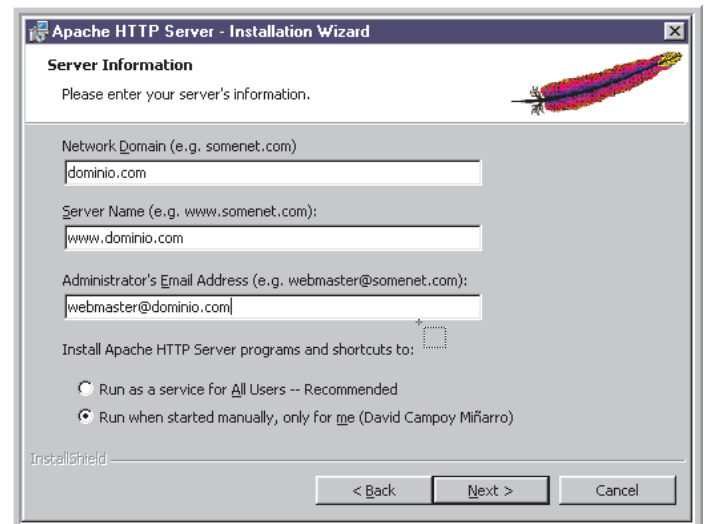 Apache HTTP Server - Installation Wizard
Server Information
Please enter your server's information.
Network Domain (e.g. somenet.com)
dominio.com
Server Name (e.g. www.somenet.com):
www.dominio.com
Administrator's Email Address (e.g. webmaster@somenet.com):
webmaster@dominio.com
Install Apache HTTP Server programs and shortcuts to:
Run as a service for All Users -- Recommended
Run when started manually, only for me (David Campoy Miñarro)
InstallShield
< Back
Next >
Cancel